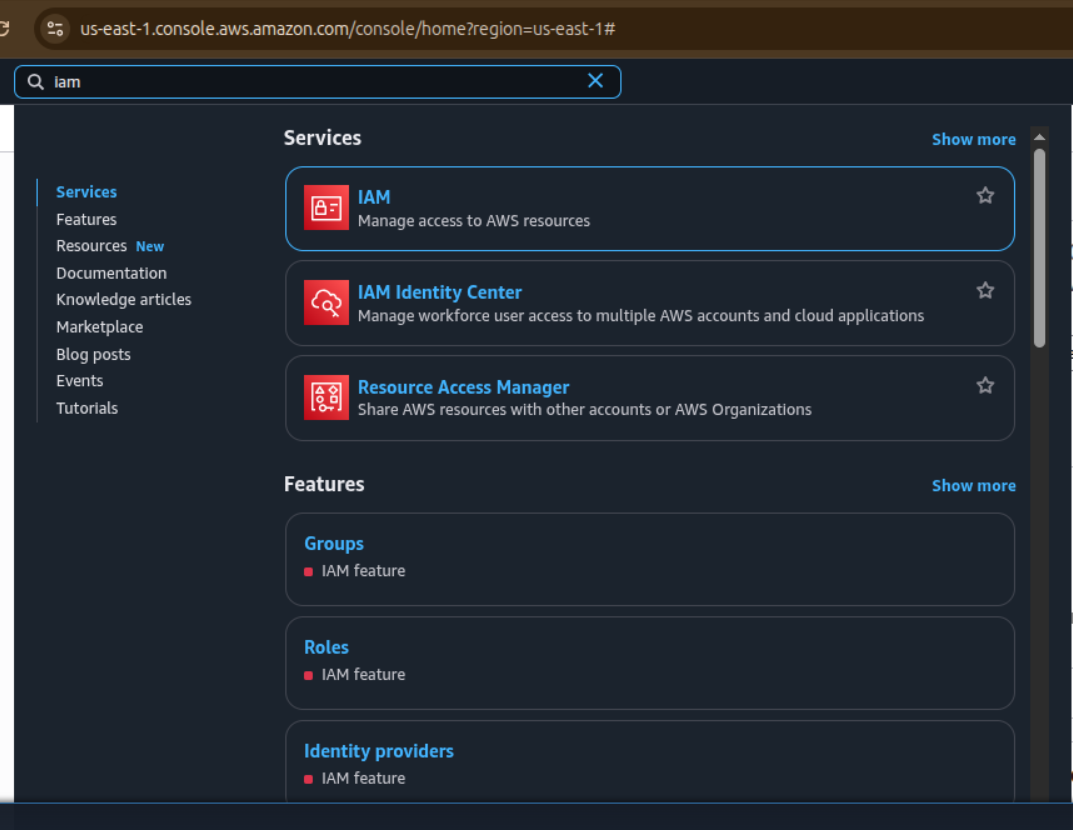 us-east-1.console.aws.amazon.com/console/home?region=us-east-1#
iam
Services
Show more
Services
Features
Resources New
Documentation
Knowledge articles
Marketplace
Blog posts
Events
Tutorials
IAM
Manage access to AWS resources
IAM Identity Center
Manage workforce user access to multiple AWS accounts and cloud applications
Resource Access Manager
Share AWS resources with other accounts or AWS Organizations
Features
Show more
Groups
IAM feature
Roles
IAM feature
Identity providers
IAM feature